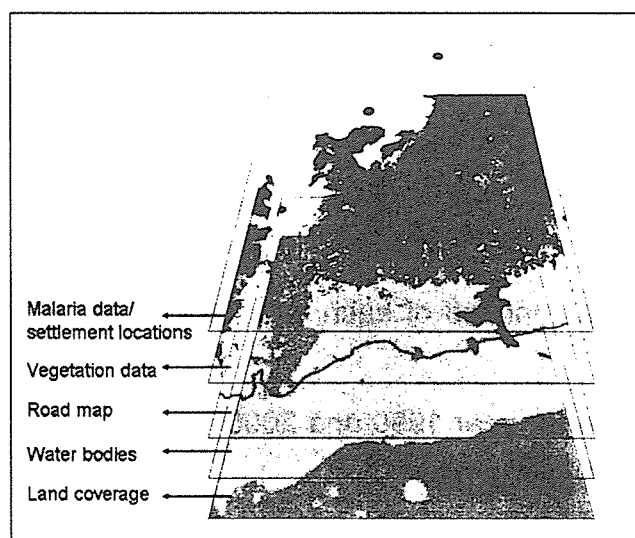 Malaria data/
settlement locations
Vegetation data
Road map
Water bodies
Land coverage